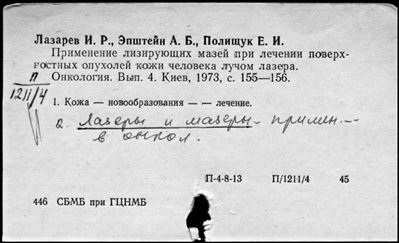 Лазарев И. Р., Эпштейн А. Б., Полищук Е. И.
Применение лизирующих мазей при лечении поверх-
ностных опухолей кожи человека лучом лазера.
Онкология. Вып. 4. Киев, 1973, с. 155—156.
П
1211/4
I. Кожа — новообразования — — лечение.
2. Лазеры и мазеры - примен. —
в онкол.
П-4-8-13 П/1211/4 45
446 СБМБ при ГЦНМБ